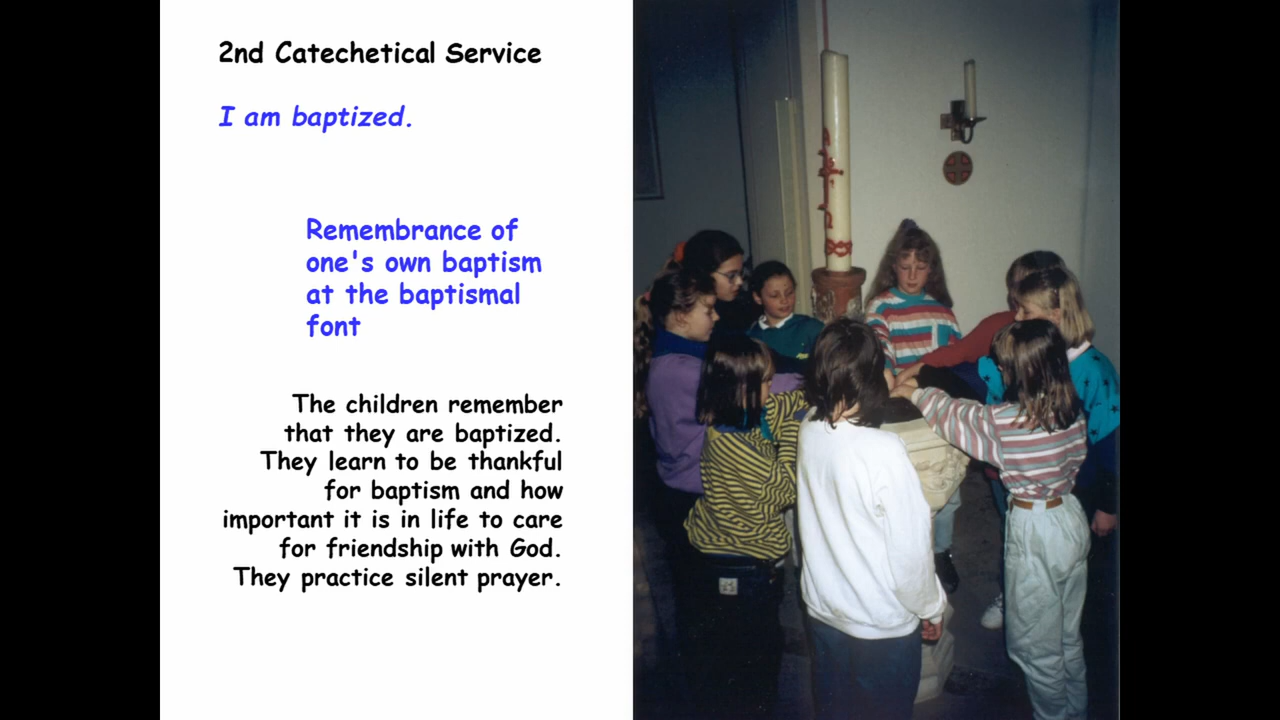 2nd Catechetical Service
I am baptized.
Remembrance of
one's own baptism
at the baptismal
font
The children remember
that they are baptized.
They learn to be thankful
for baptism and how
important it is in life to care
for friendship with God.
They practice silent prayer.